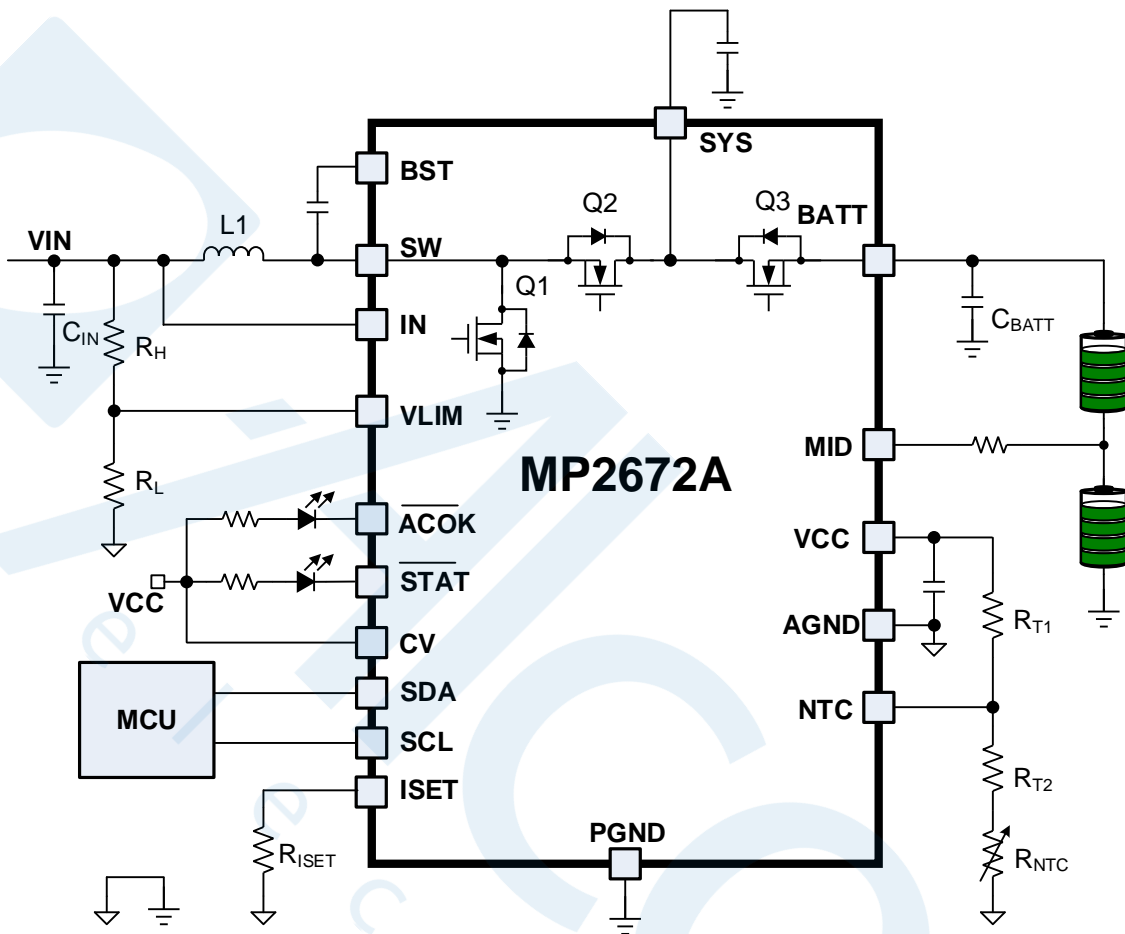 SYS
BST
Q2
Q3
BATT
L1
VIN
SW
Q1
IN
CIN
RH
CBATT
VLIM
MID
MP2672A
RL
ACOK
VCC
STAT
VCC
AGND
RT1
CV
SDA
MCU
NTC
SCL
RT2
ISET
PGND
RISET
RNTC